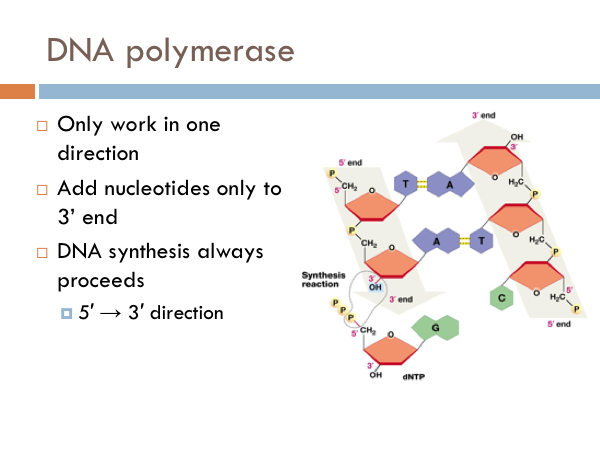 DNA polymerase
Only work in one
direction
Add nucleotides only to
3’ end
DNA synthesis always
proceeds
5′ → 3′ direction
3′ end
OH
3′
5′ end
P
5′
CH₂
O
T
A
O
H₂C
P
P
CH₂
O
A
T
O
H₂C
P
Synthesis
reaction
3′
OH
3′ end
C
O
H₂C
5′
P
5′ end
P
P
P
5′
CH₂
O
G
3′
OH
dNTP